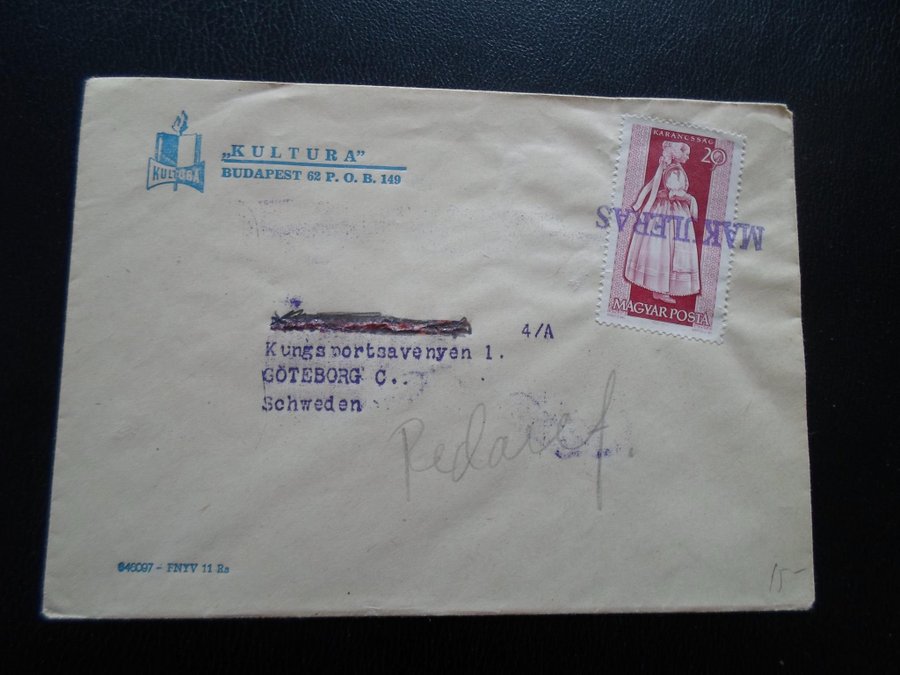 KULTURA
„KULTURA”
BUDAPEST 62 P. O. B. 149
KARANCSSÁG
20
MAKULERAS
MAGYAR POSTA
4/A
Kungsportsavenyen 1.
GÖTEBORG C..
Schweden
15-
646097 - FNYV 11 Rs